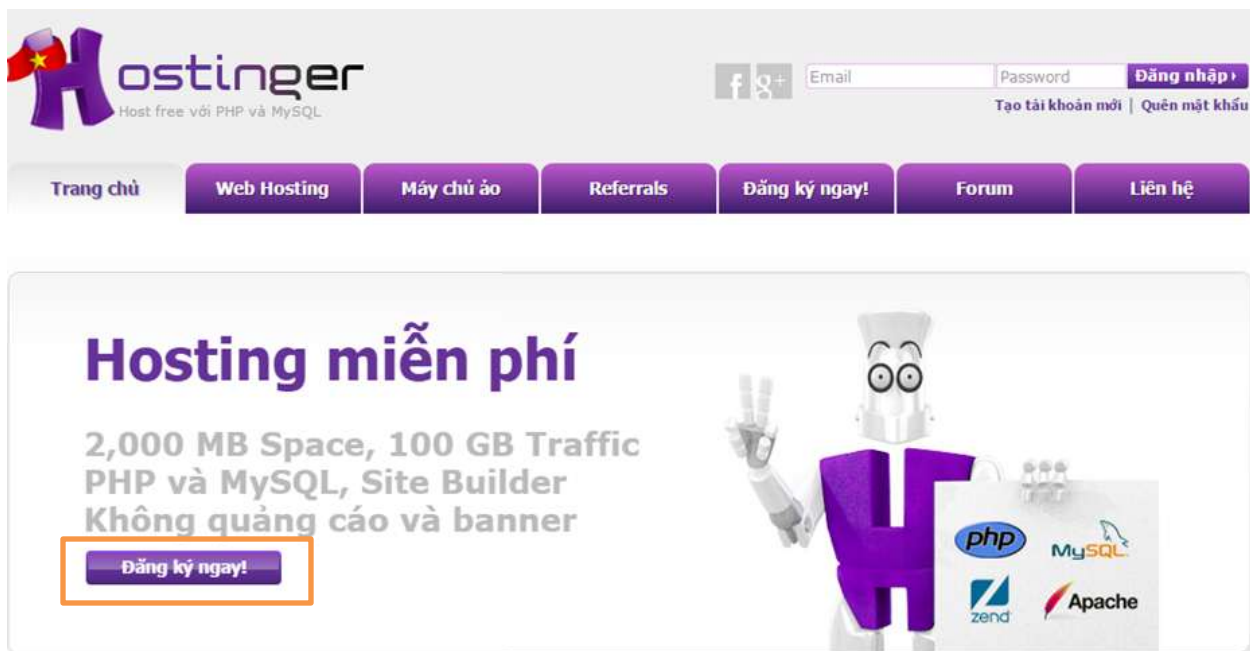 Hostinger
Host free với PHP và MySQL
f g+
Email
Password
Đăng nhập
Tạo tài khoản mới | Quên mật khẩu
Trang chủ
Web Hosting
Máy chủ ảo
Referrals
Đăng ký ngay!
Forum
Liên hệ
Hosting miễn phí
2,000 MB Space, 100 GB Traffic
PHP và MySQL, Site Builder
Không quảng cáo và banner
Đăng ký ngay!
php
MySQL
zend
Apache